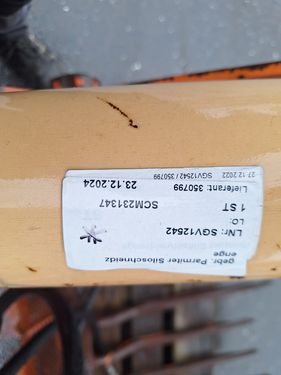 gebr. Parmiter Siloschneidz
enge
LNr: SGV12542
LO:
1 ST
SCM231347
Lieferant: 350799
23.12.2024
27.12.2022 SGV12542 / 350799